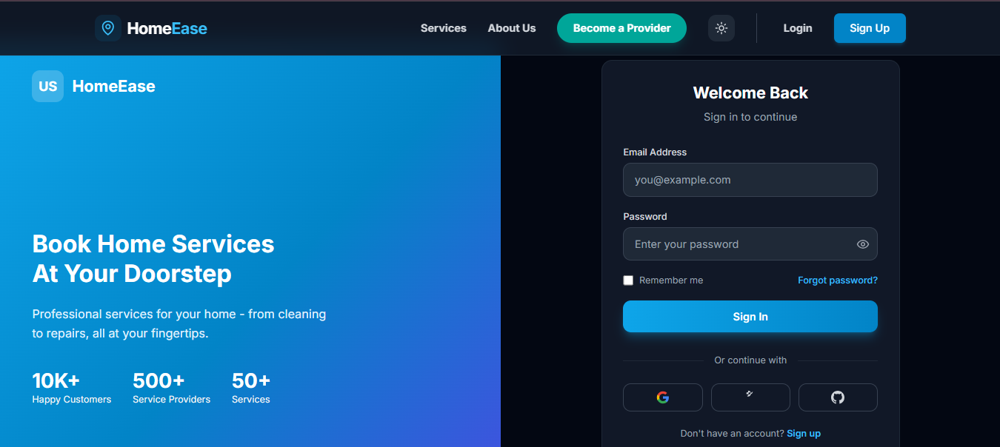 HomeEase
Services
About Us
Become a Provider
Login
Sign Up
US
HomeEase
Book Home Services
At Your Doorstep
Professional services for your home - from cleaning
to repairs, all at your fingertips.
10K+
Happy Customers
500+
Service Providers
50+
Services
Welcome Back
Sign in to continue
Email Address
you@example.com
Password
Enter your password
Remember me
Forgot password?
Sign In
Or continue with
Don't have an account? Sign up